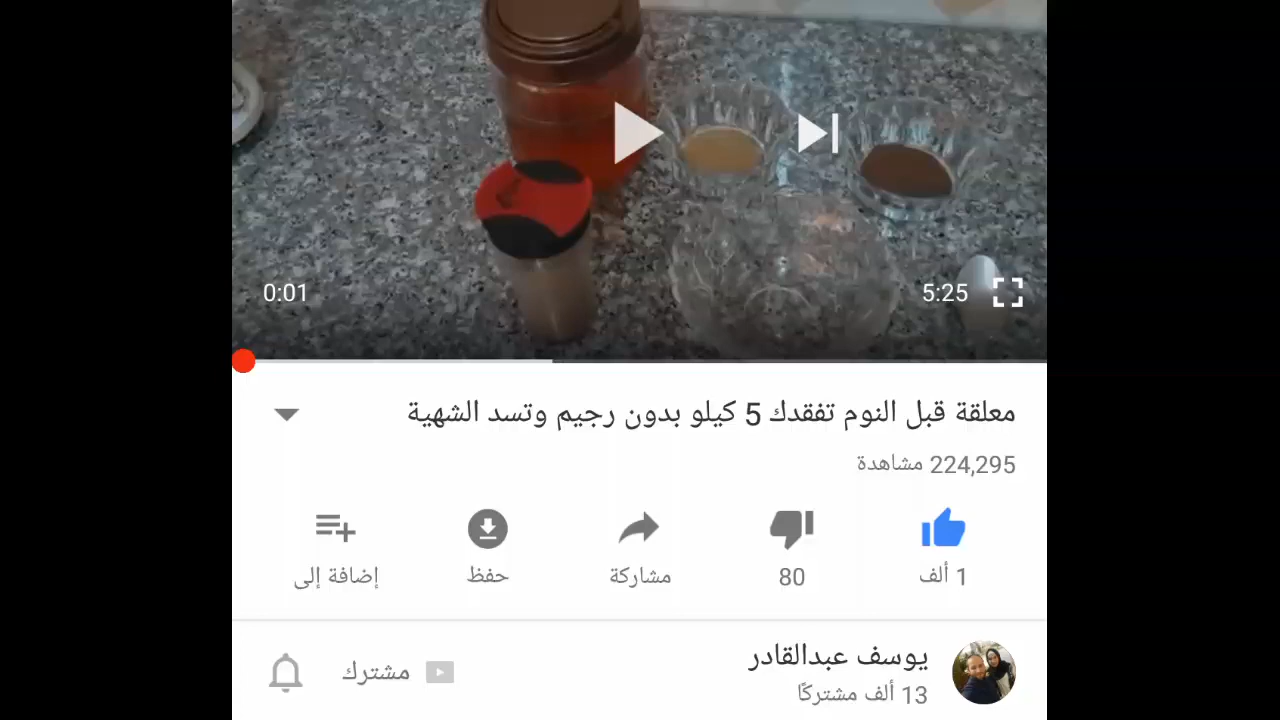 0:01
5:25
معلقة قبل النوم تفقدك 5 كيلو بدون رجيم وتسد الشهية
224,295 مشاهدة
1 ألف 80 مشاركة حفظ إضافة إلى
يوسف عبدالقادر
13 ألف مشتركًا
مشترك